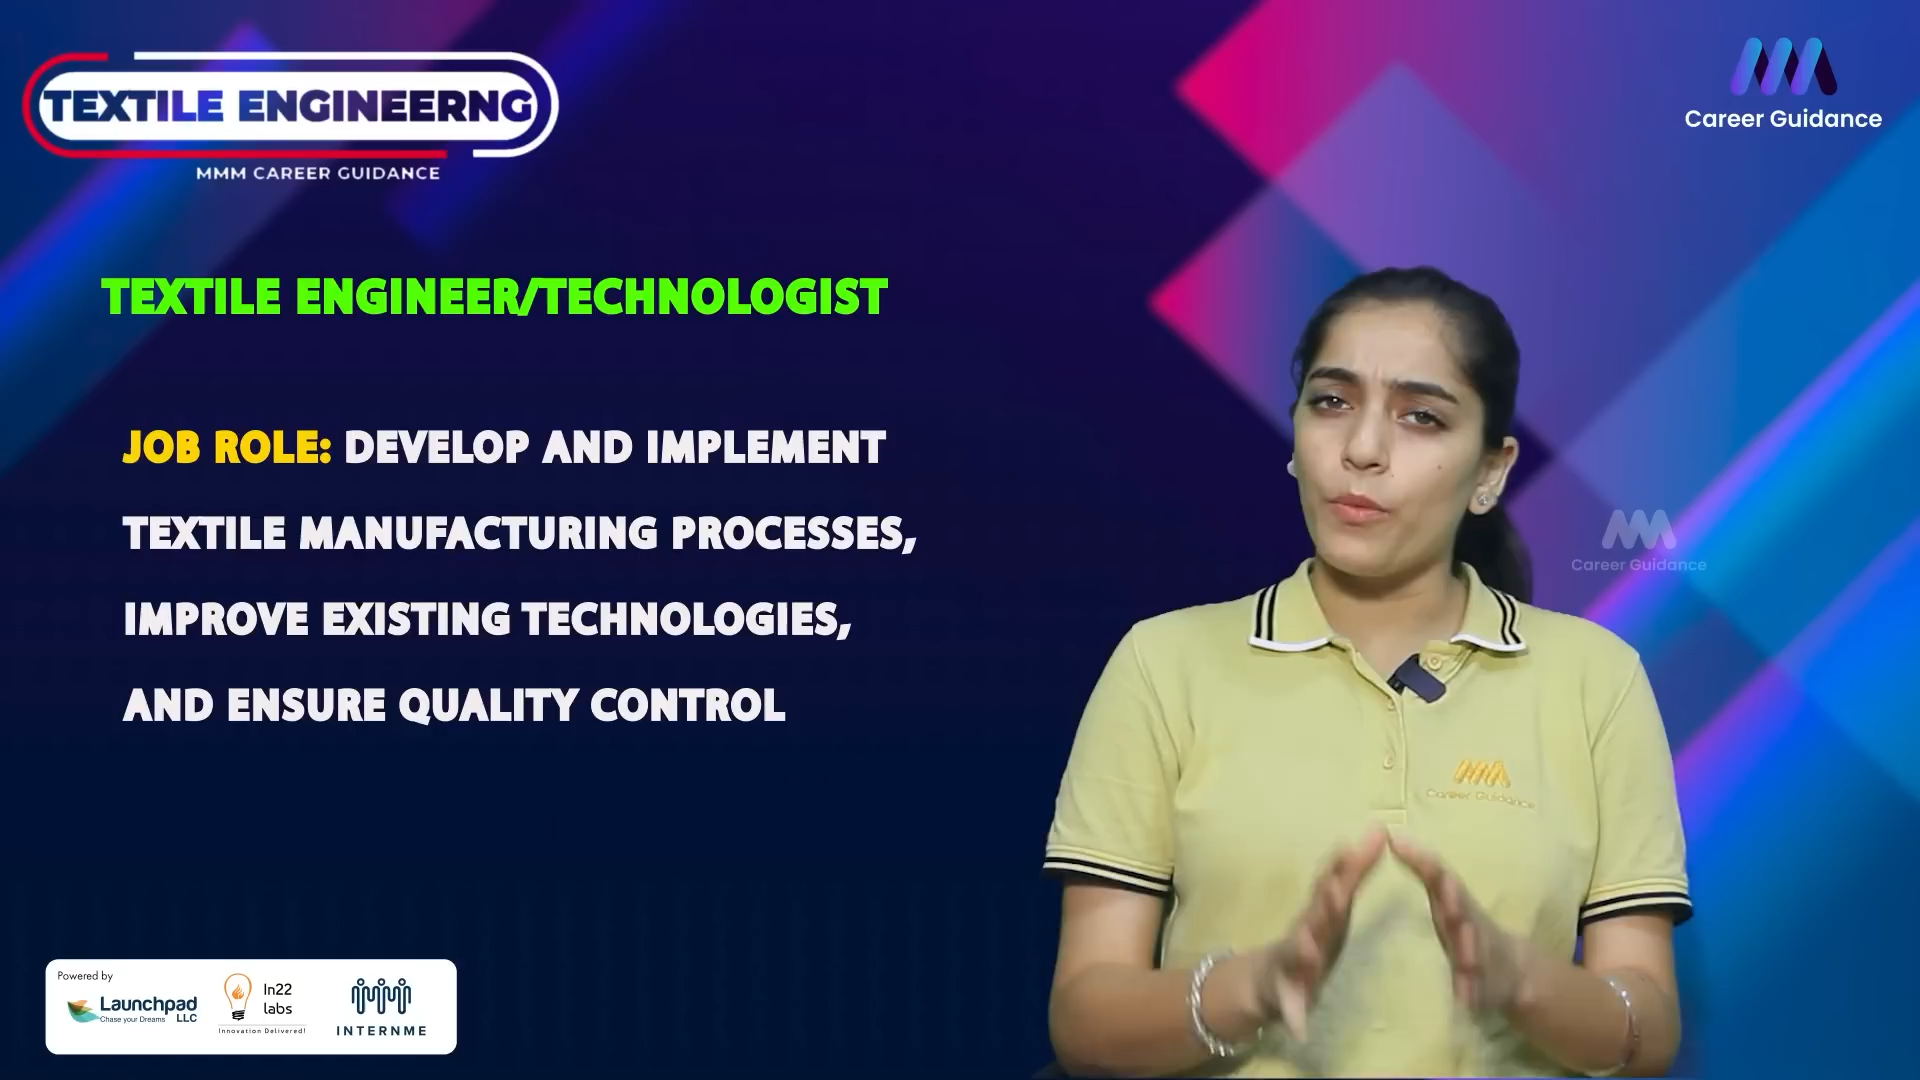 TEXTILE ENGINEERNG
MMM CAREER GUIDANCE
Career Guidance
TEXTILE ENGINEER/TECHNOLOGIST
JOB ROLE: DEVELOP AND IMPLEMENT
TEXTILE MANUFACTURING PROCESSES,
IMPROVE EXISTING TECHNOLOGIES,
AND ENSURE QUALITY CONTROL
Career Guidance
Career Guidance
Powered by
Launchpad
Chase your Dreams LLC
In22
labs
Innovation Delivered!
INTERNME